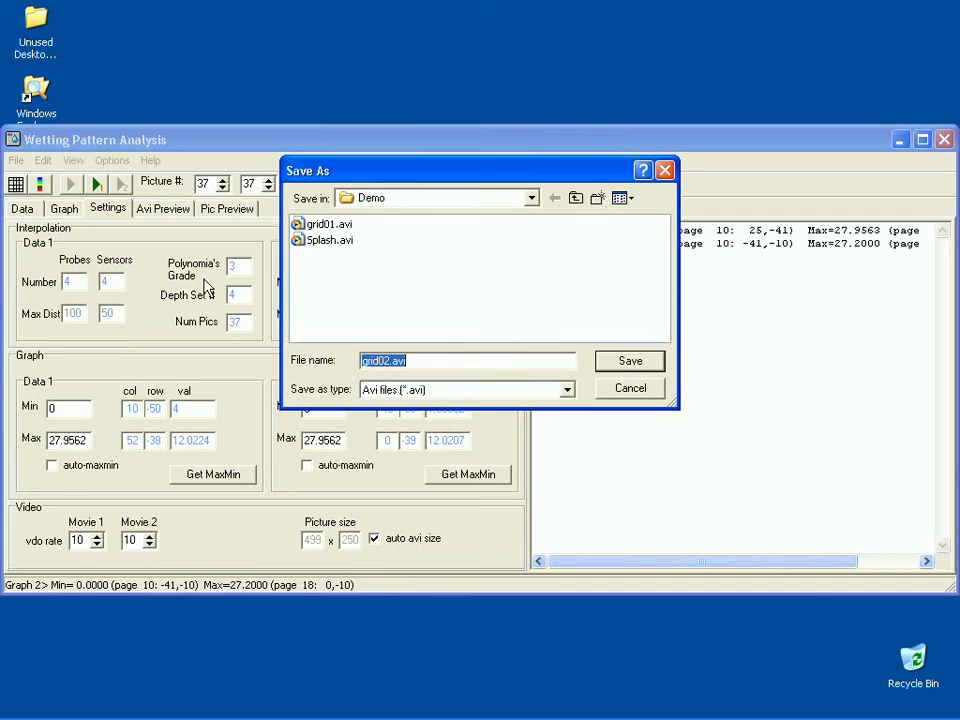 Unused
Deskto...
Windows
Wetting Pattern Analysis
File Edit View Options Help
Picture #: 37 37
Data Graph Settings Avi Preview Pic Preview
Save As
Save in: Demo
grid01.avi
Splash.avi
File name: grid02.avi
Save
Save as type: Avi files (*.avi)
Cancel
Interpolation
Data 1
Probes Sensors
Number 4 4
Max Dist 100 50
Polynomia's
Grade 3
Depth Set # 4
Num Pics 37
page 10: 25,-41) Max=27.9563 (page
page 10: -41,-10) Max=27.2000 (page
Graph
Data 1
col row val
Min 0 10 -50 4
Max 27.9562 52 -38 12.0224
auto-maxmin
Get MaxMin
Max 27.9562 0 -39 12.0207
auto-maxmin
Get MaxMin
Video
Movie 1 Movie 2
vdo rate 10 10
Picture size
499 x 250
auto avi size
Graph 2> Min= 0.0000 (page 10: -41,-10) Max=27.2000 (page 18: 0,-10)
Recycle Bin